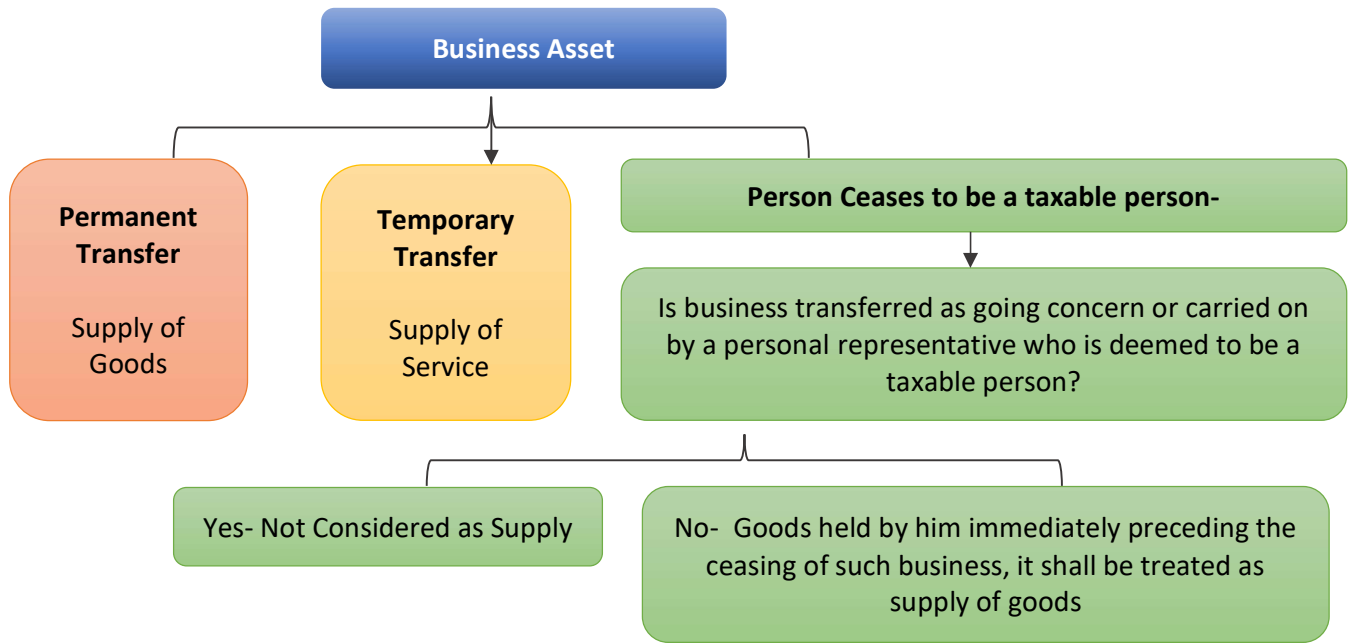 Business Asset
Permanent
Transfer
Supply of
Goods
Temporary
Transfer
Supply of
Service
Person Ceases to be a taxable person-
Is business transferred as going concern or carried on
by a personal representative who is deemed to be a
taxable person?
Yes- Not Considered as Supply
No- Goods held by him immediately preceding the
ceasing of such business, it shall be treated as
supply of goods